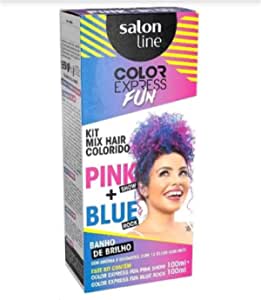 salon
line
COLOR
EXPRESS
FUN
KIT
MIX HAIR
COLORIDO
PINK
SHOW
+
BLUE
ROCK
BANHO
DE BRILHO
ESTE KIT CONTÉM
COLOR EXPRESS FUN PINK SHOW 100ml+
COLOR EXPRESS FUN BLUE ROCK 100ml